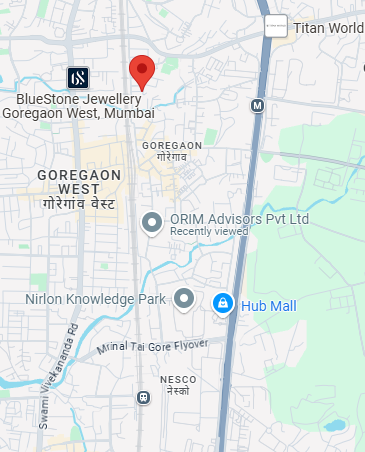 Titan World
BlueStone Jewellery
Goregaon West, Mumbai
M
GOREGAON
गोरेगांव
GOREGAON
WEST
गोरेगांव वेस्ट
ORIM Advisors Pvt Ltd
Recently viewed
Nirlon Knowledge Park
Hub Mall
Mrinal Tai Gore Flyover
Swami Vivekananda Rd
NESCO
नेस्को